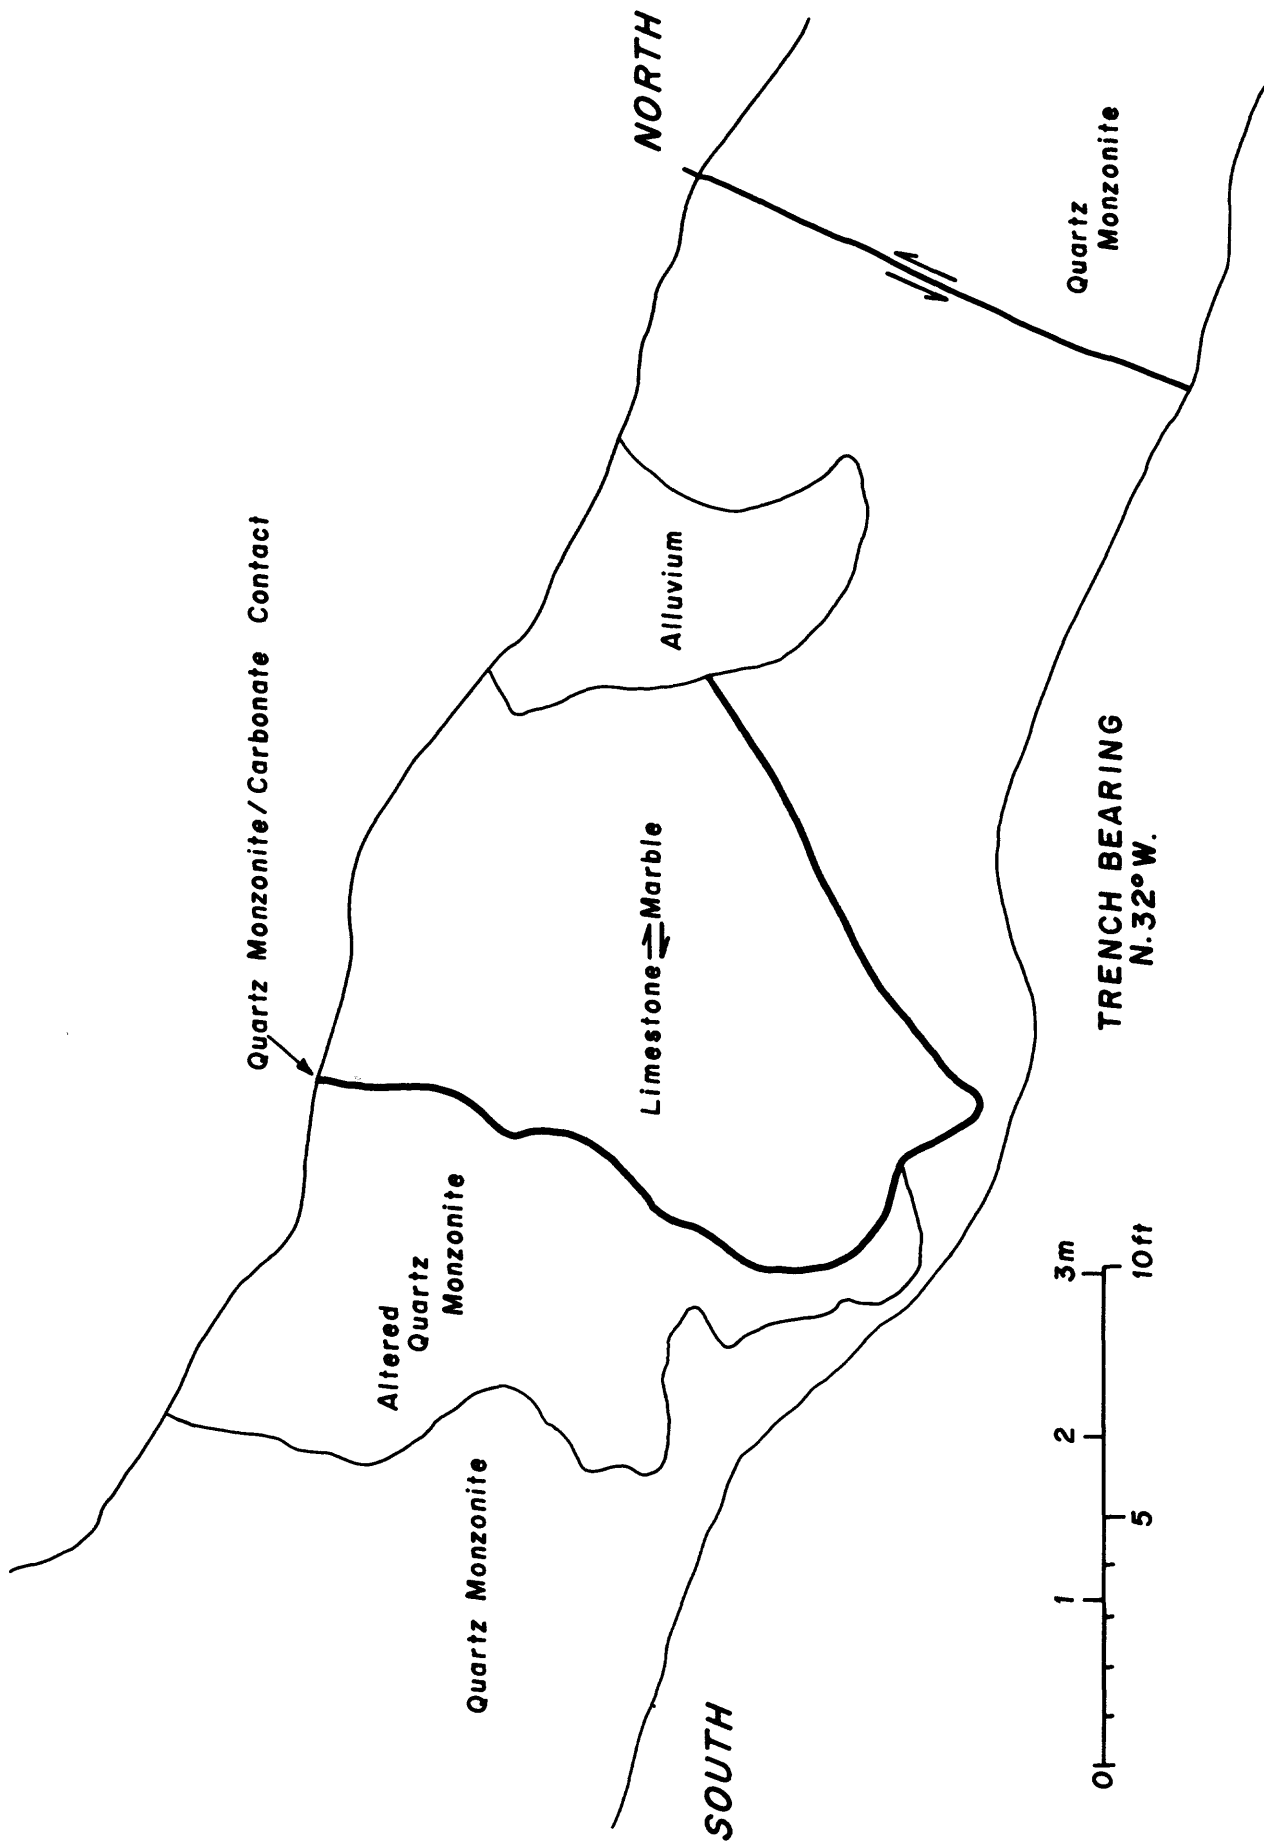 Quartz Monzonite/Carbonate Contact
NORTH
Altered
Quartz
Monzonite
Quartz Monzonite
Limestone⇌Marble
Alluvium
Quartz
Monzonite
SOUTH
TRENCH BEARING
N.32°W.
0 1 2 3m
5 10ft